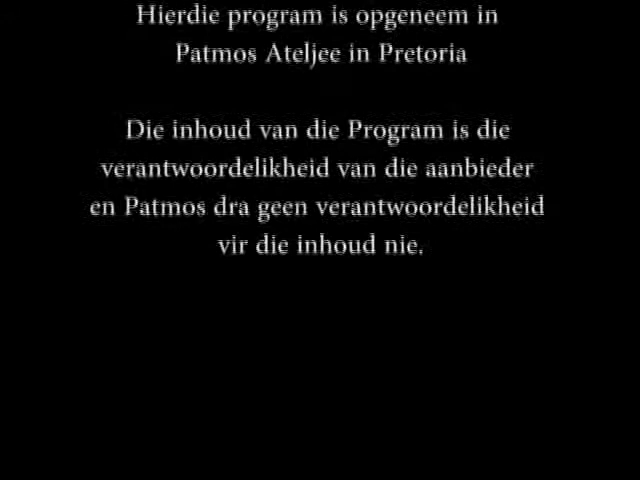 Hierdie program is opgeneem in
Patmos Ateljee in Pretoria
Die inhoud van die Program is die
verantwoordelikheid van die aanbieder
en Patmos dra geen verantwoordelikheid
vir die inhoud nie.